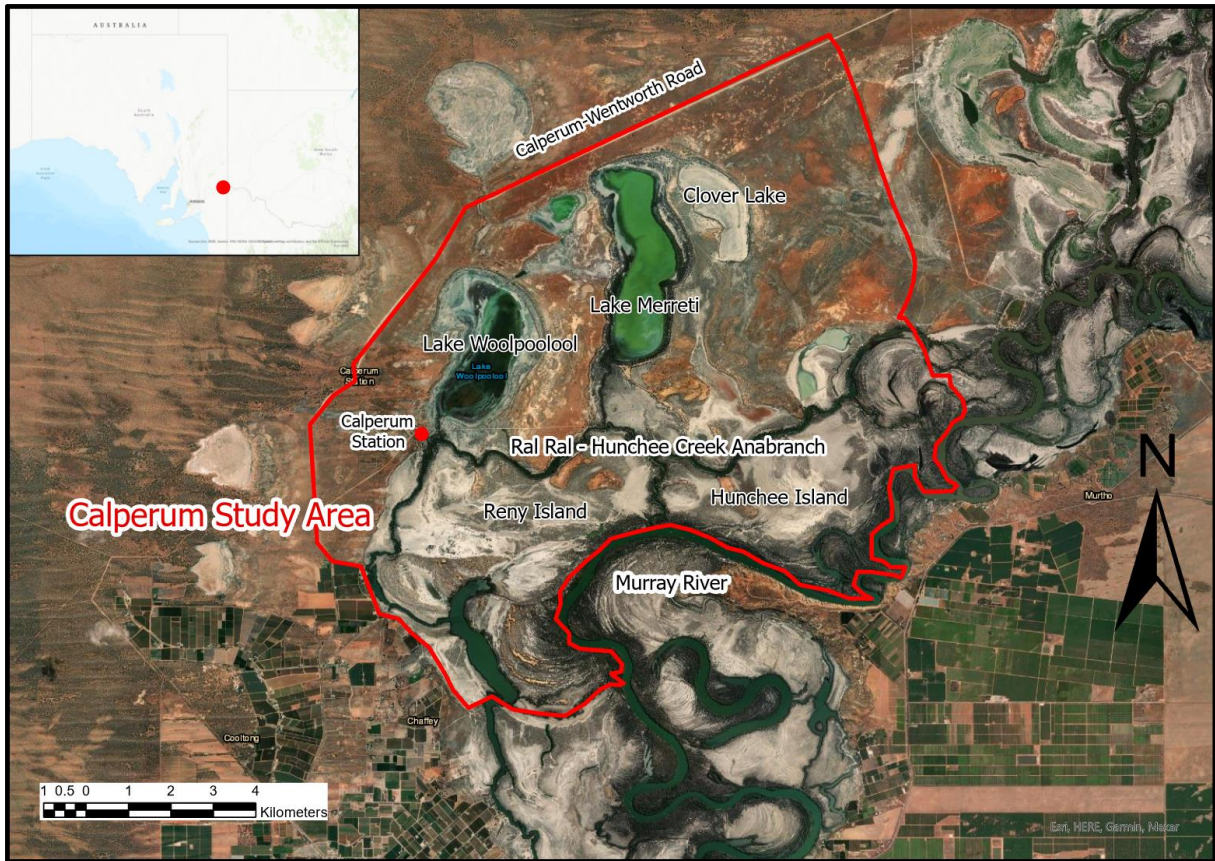 AUSTRALIA
South
Australia
Calperum-Wentworth Road
Clover Lake
Lake Merreti
Lake Woolpoolool
Lake
Woolpoolool
Calperum
Station
Calperum
Station
Ral Ral - Hunchee Creek Anabranch
Hunchee Island
Reny Island
N
Murtho
Calperum Study Area
Murray River
Chaffey
Cooltong
1 0.5 0 1 2 3 4
Kilometers
Esri, HERE, Garmin, Maxar